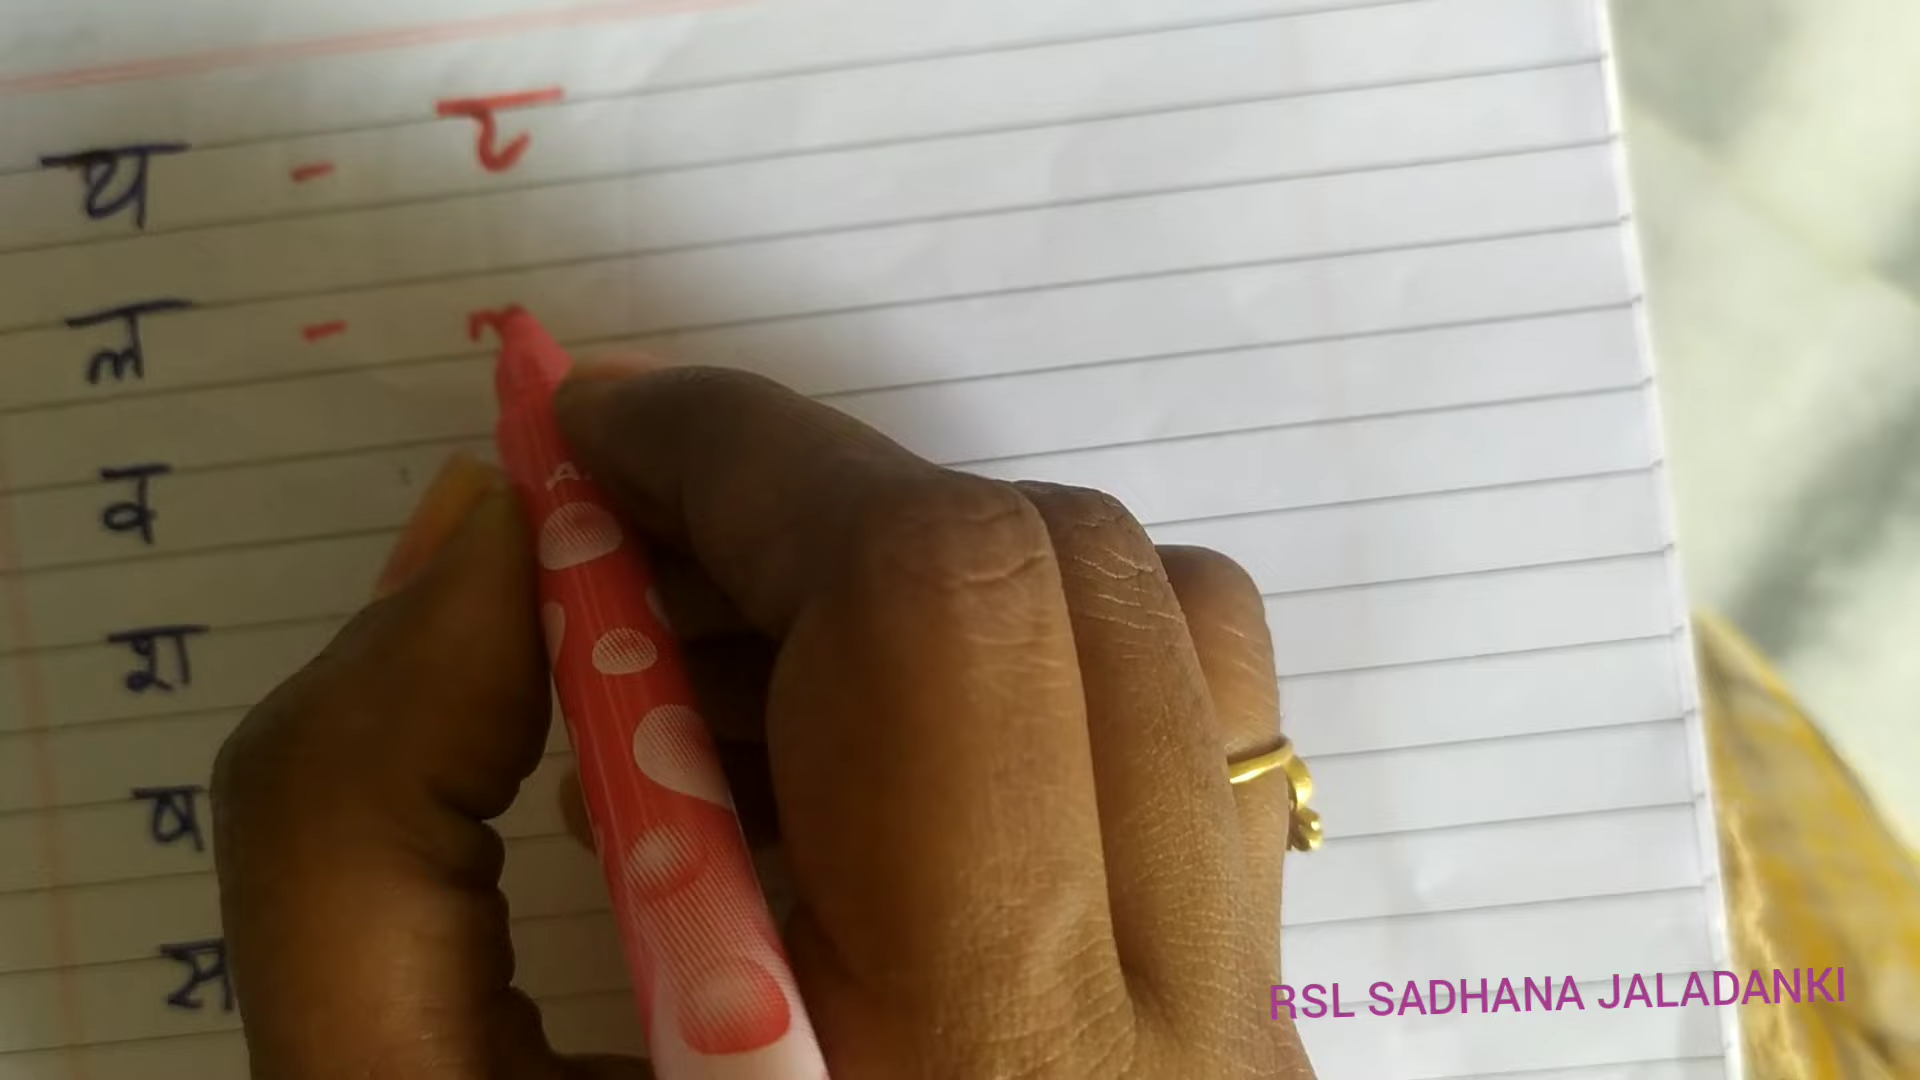 य - य्
ल -
व
श
ष
स
RSL SADHANA JALADANKI